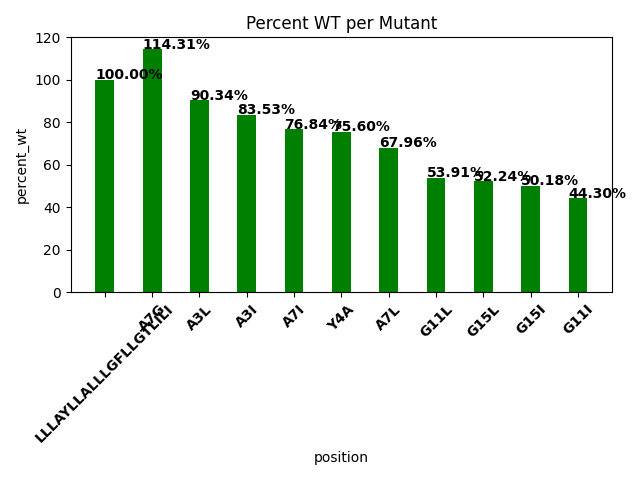 Percent WT per Mutant
percent_wt
120
100
80
60
40
20
0
100.00%
114.31%
90.34%
83.53%
76.84%
75.60%
67.96%
53.91%
52.24%
50.18%
44.30%
LLLAYLLALLLGFLLGTLILI
A7G
A3L
A3I
A7I
Y4A
A7L
G11L
G15L
G15I
G11I
position